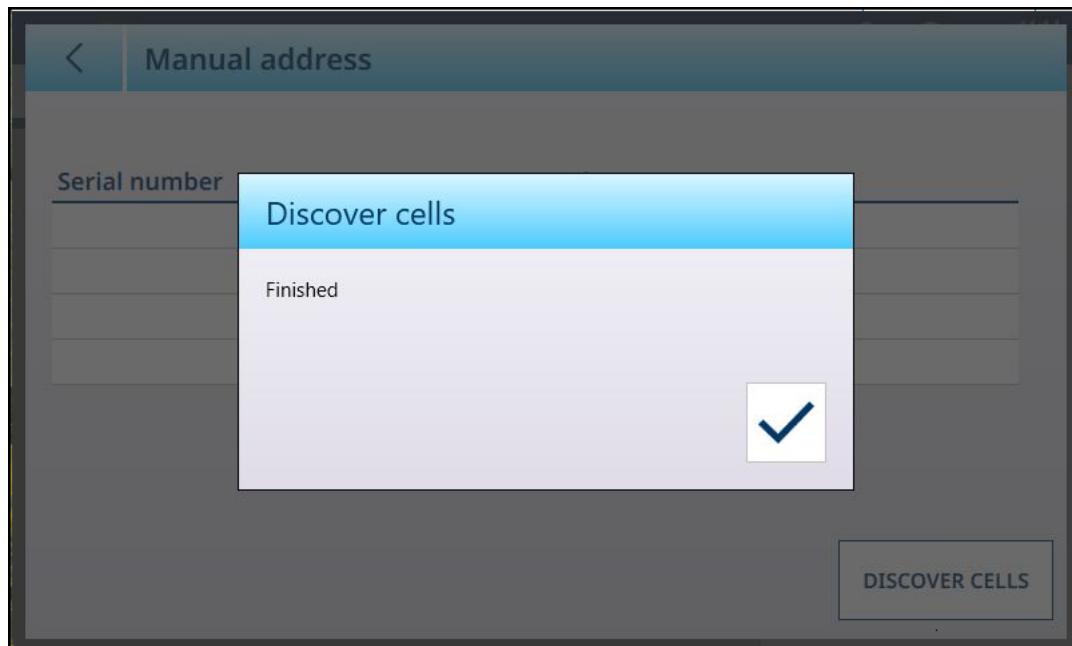 Manual address
Serial number
Discover cells
Finished
DISCOVER CELLS